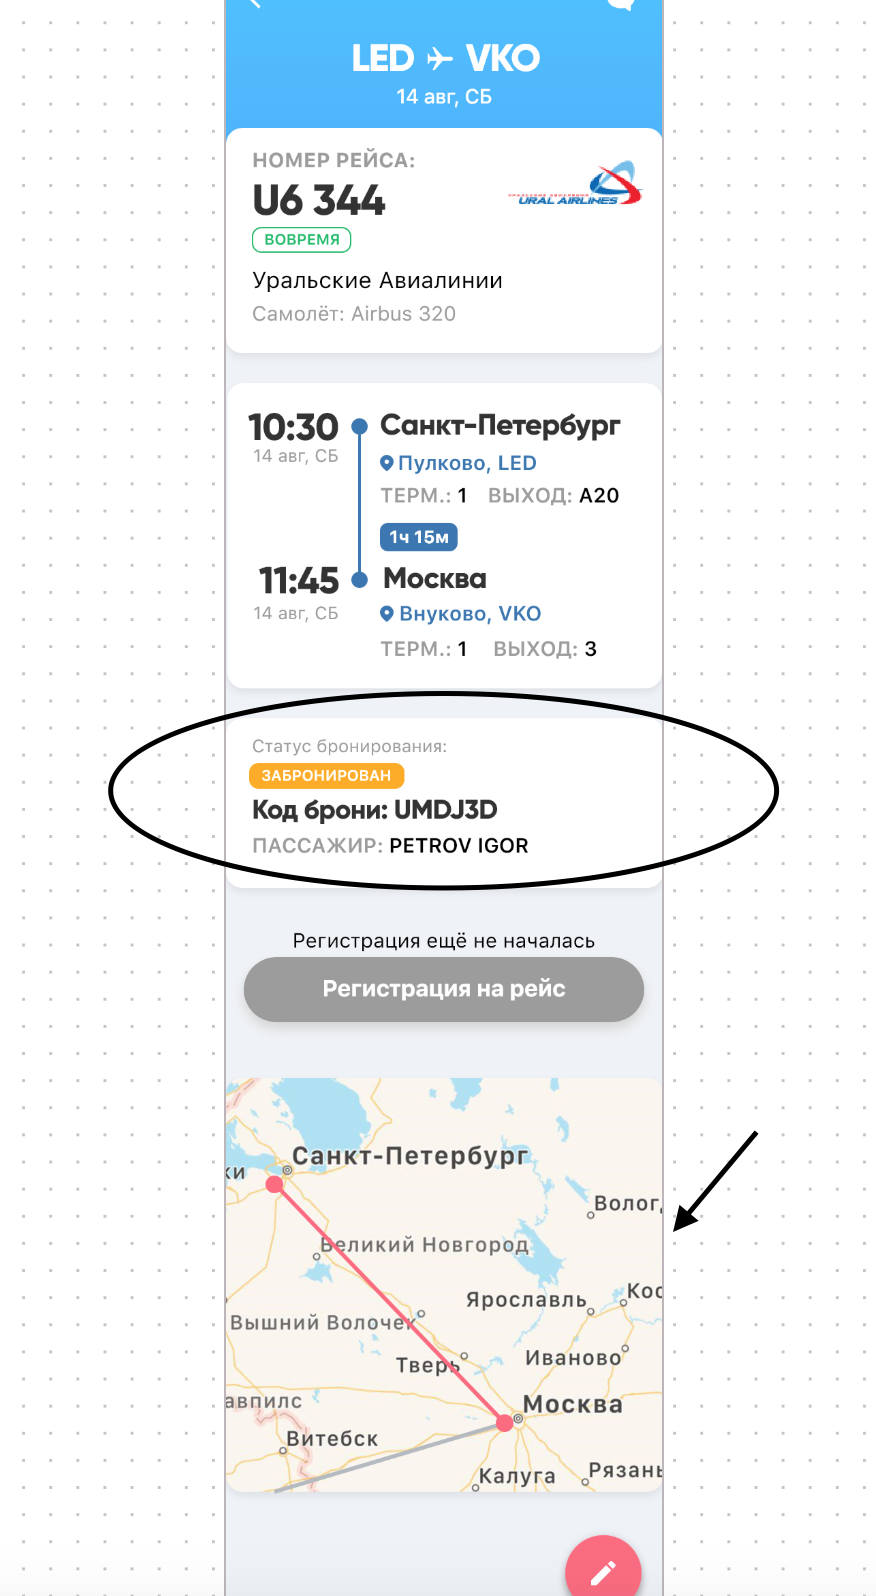 LED VKO
14 авг, СБ
НОМЕР РЕЙСА:
U6 344
URAL AIRLINES
ВОВРЕМЯ
Уральские Авиалинии
Самолёт: Airbus 320
10:30 Санкт-Петербург
14 авг, СБ
Пулково, LED
ТЕРМ.: 1 ВЫХОД: A20
1ч 15м
11:45 Москва
14 авг, СБ
Внуково, VKO
ТЕРМ.: 1 ВЫХОД: 3
Статус бронирования:
ЗАБРОНИРОВАН
Код брони: UMDJ3D
ПАССАЖИР: PETROV IGOR
Регистрация ещё не началась
Регистрация на рейс
Санкт-Петербург
ки
Волог
Великий Новгород
Кос
Ярославль
Вышний Волочек
Тверь
Иваново
авпилс
Москва
Витебск
Калуга
Рязань